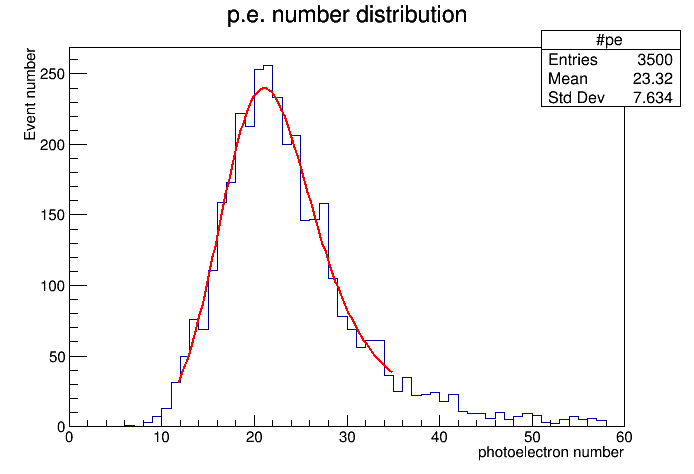 p.e. number distribution
#pe
Entries 3500
Mean 23.32
Std Dev 7.634
Event number
250
200
150
100
50
0
0 10 20 30 40 50 60
photoelectron number